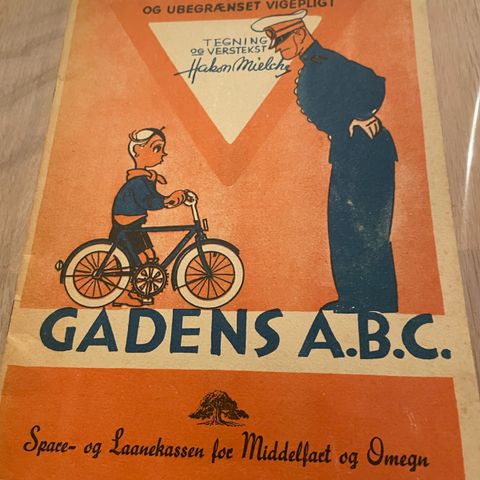 OG UBEGRÆNSET VIGEPLIGT
TEGNING
OG VERSTEKST
Hakon Mielche
GADENS A.B.C.
Spare- og Laanekassen for Middelfart og Omegn